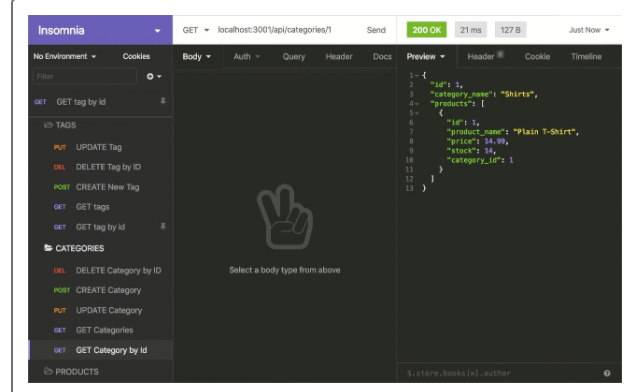 Insomnia
GET localhost:3001/api/categories/1 Send
200 OK 21 ms 127 B Just Now
No Environment Cookies
Body Auth Query Header Docs
Preview Header 6 Cookie Timeline
Filter
GET GET tag by id
TAGS
PUT UPDATE Tag
DEL DELETE Tag by ID
POST CREATE New Tag
GET GET tags
GET GET tag by id
CATEGORIES
DEL DELETE Category by ID
POST CREATE Category
PUT UPDATE Category
GET GET Categories
GET GET Category by Id
PRODUCTS
Select a body type from above
1 {
2 "id": 1,
3 "category_name": "Shirts",
4 "products": [
5 {
6 "id": 1,
7 "product_name": "Plain T-Shirt",
8 "price": 14.99,
9 "stock": 14,
10 "category_id": 1
11 }
12 ]
13 }
$.store.books[*].author